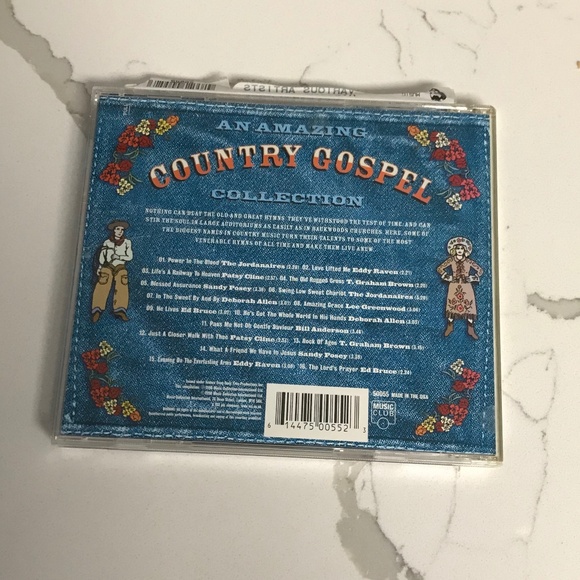 VARIOUS ARTISTS
AN AMAZING
COUNTRY GOSPEL
COLLECTION
NOTHING CAN BEAT THE OLD AND GREAT HYMNS. THEY'VE WITHSTOOD THE TEST OF TIME AND CAN
STIR THE SOUL IN LARGE AUDITORIUMS AS EASILY AS IN BACKWOODS CHURCHES. HERE, SOME OF
THE BIGGEST NAMES IN COUNTRY MUSIC TURN THEIR TALENTS TO SOME OF THE MOST
VENERABLE HYMNS OF ALL TIME AND MAKE THEM LIVE ANEW.
01. Power In The Blood The Jordanaires 02. Love Lifted Me Eddy Raven
03. Life's A Railway To Heaven Patsy Cline 04. The Old Rugged Cross T. Graham Brown
05. Blessed Assurance Sandy Posey 06. Swing Low Sweet Chariot The Jordanaires
07. In The Sweet By And By Deborah Allen 08. Amazing Grace Lee Greenwood
09. He Lives Ed Bruce 10. He's Got The Whole World In His Hands Deborah Allen
11. Pass Me Not Oh Gentle Saviour Bill Anderson
12. Just A Closer Walk With Thee Patsy Cline 13. Rock Of Ages T. Graham Brown
14. What A Friend We Have In Jesus Sandy Posey
15. Leaning On The Everlasting Arms Eddy Raven 16. The Lord's Prayer Ed Bruce
50055 MADE IN THE USA
MUSIC
CLUB
6 14475 00552 3